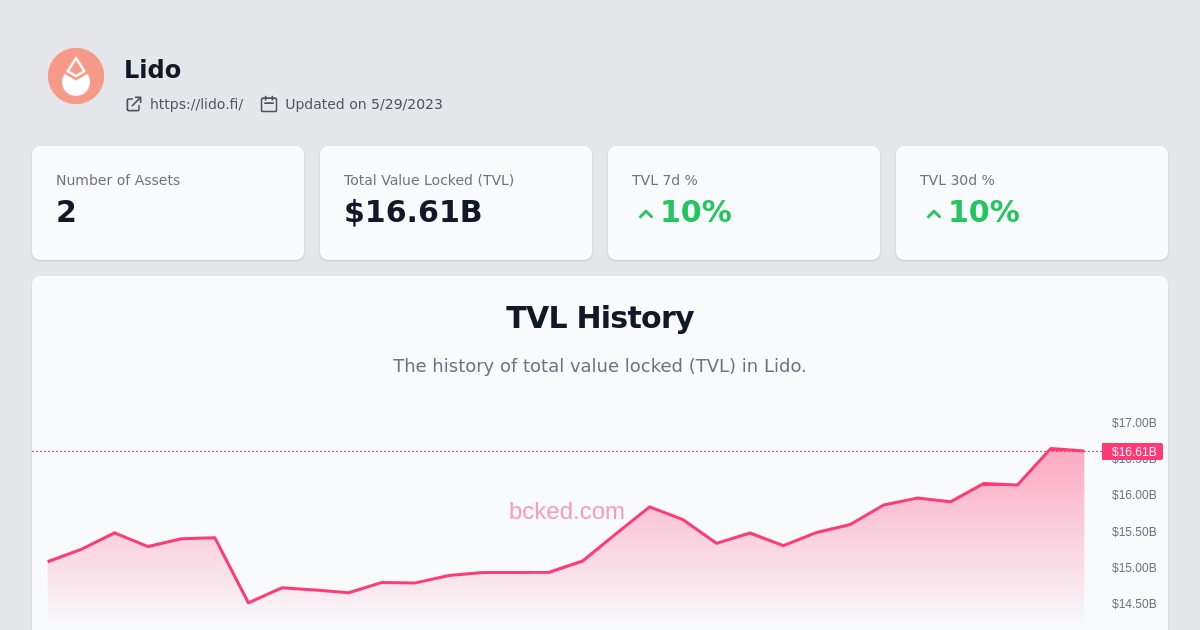 Lido
https://lido.fi/ Updated on 5/29/2023
Number of Assets
2
Total Value Locked (TVL)
$16.61B
TVL 7d %
10%
TVL 30d %
10%
TVL History
The history of total value locked (TVL) in Lido.
$17.00B
$16.61B
$16.50B
$16.00B
bcked.com
$15.50B
$15.00B
$14.50B